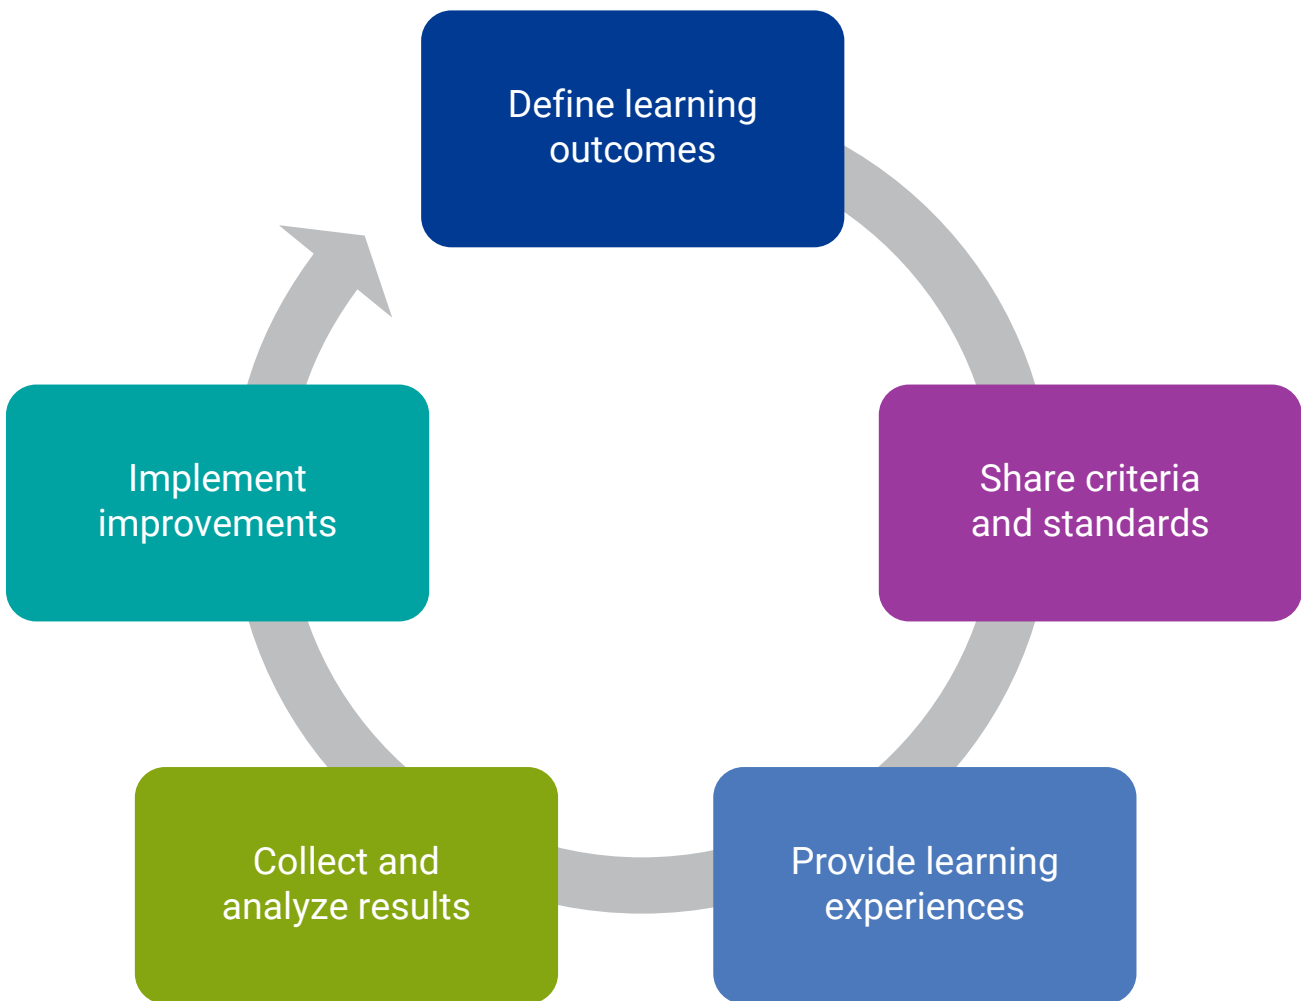 Define learning
outcomes
Share criteria
and standards
Provide learning
experiences
Collect and
analyze results
Implement
improvements